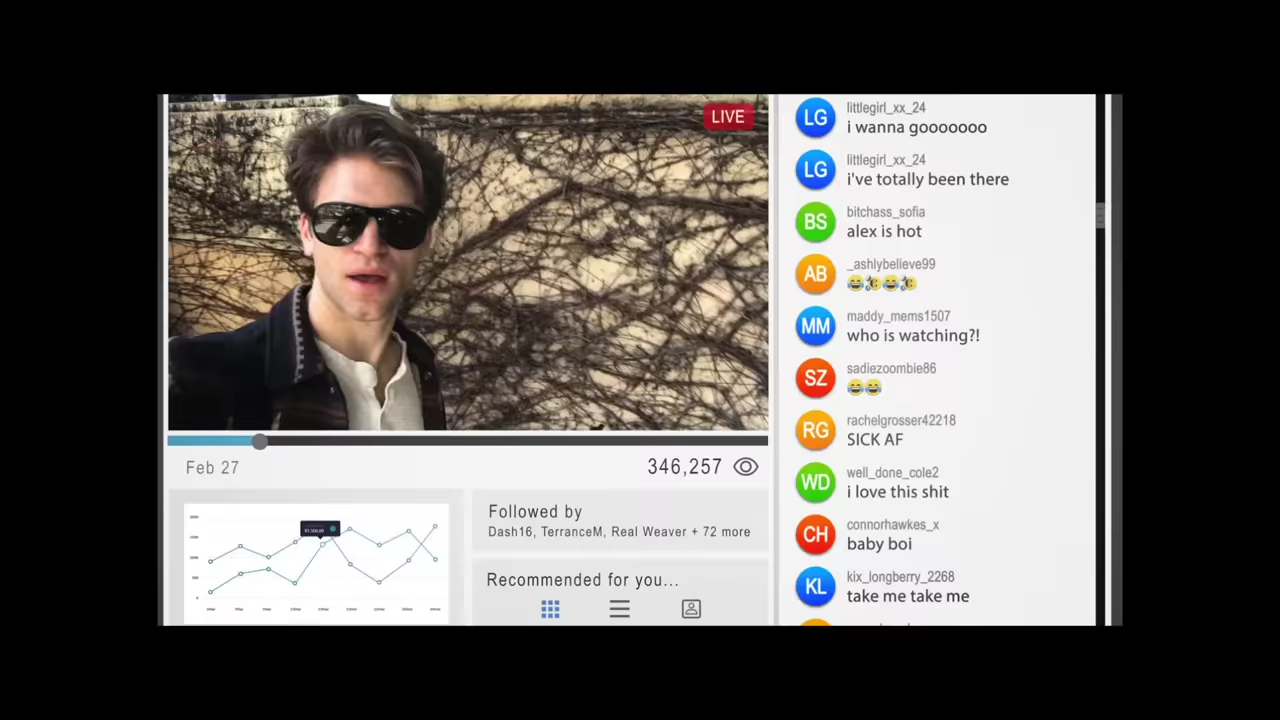 LIVE
Feb 27
346,257
Followed by
Dash16, TerranceM, Real Weaver + 72 more
Recommended for you...
LG
littlegirl_xx_24
i wanna gooooooo
LG
littlegirl_xx_24
i've totally been there
BS
bitchass_sofia
alex is hot
AB
_ashlybelieve99
😂
😂
MM
maddy_mems1507
who is watching?!
SZ
sadiezoombie86
😂😂
RG
rachelgrosser42218
SICK AF
WD
well_done_cole2
i love this shit
CH
connorhawkes_x
baby boi
KL
kix_longberry_2268
take me take me